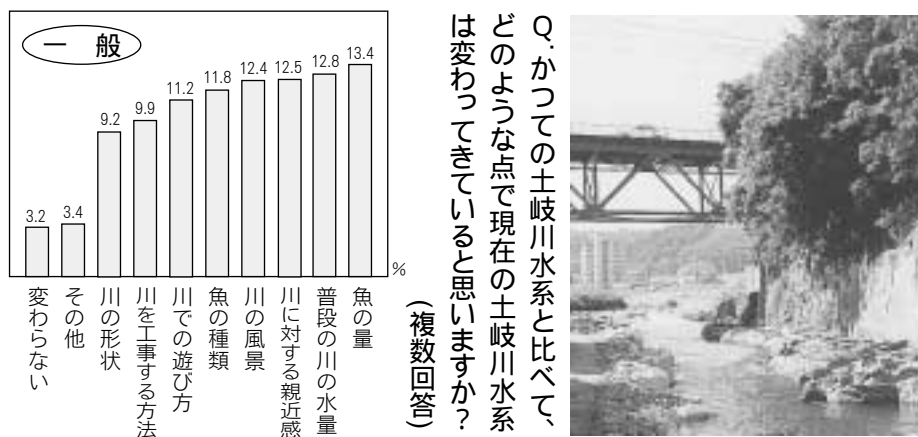 Q.かつての土岐川水系と比べて、
どのような点で現在の土岐川水系
は変わってきていると思いますか?
(複数回答)
一 般
13.4
12.8
12.5
12.4
11.8
11.2
9.9
9.2
3.4
3.2
%
魚の量
普段の川の水量
川に対する親近感
川の風景
魚の種類
川での遊び方
川を工事する方法
川の形状
その他
変わらない